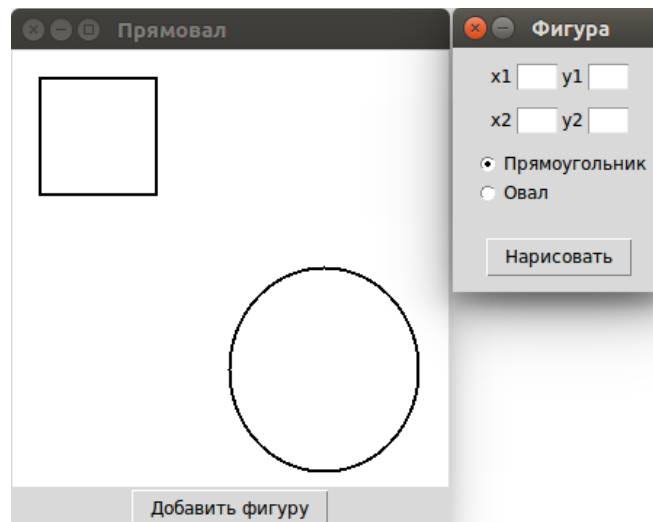 Прямовал
Добавить фигуру
Фигура
x1 y1
x2 y2
Прямоугольник
Овал
Нарисовать